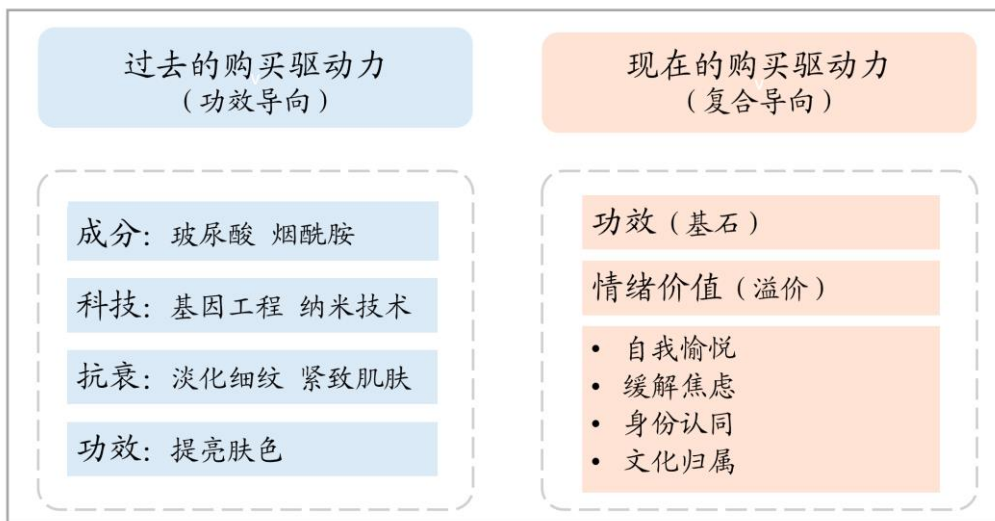 过去的购买驱动力
（功效导向）
成分：玻尿酸 烟酰胺
科技：基因工程 纳米技术
抗衰：淡化细纹 紧致肌肤
功效：提亮肤色
现在的购买驱动力
（复合导向）
功效（基石）
情绪价值（溢价）
• 自我愉悦
• 缓解焦虑
• 身份认同
• 文化归属